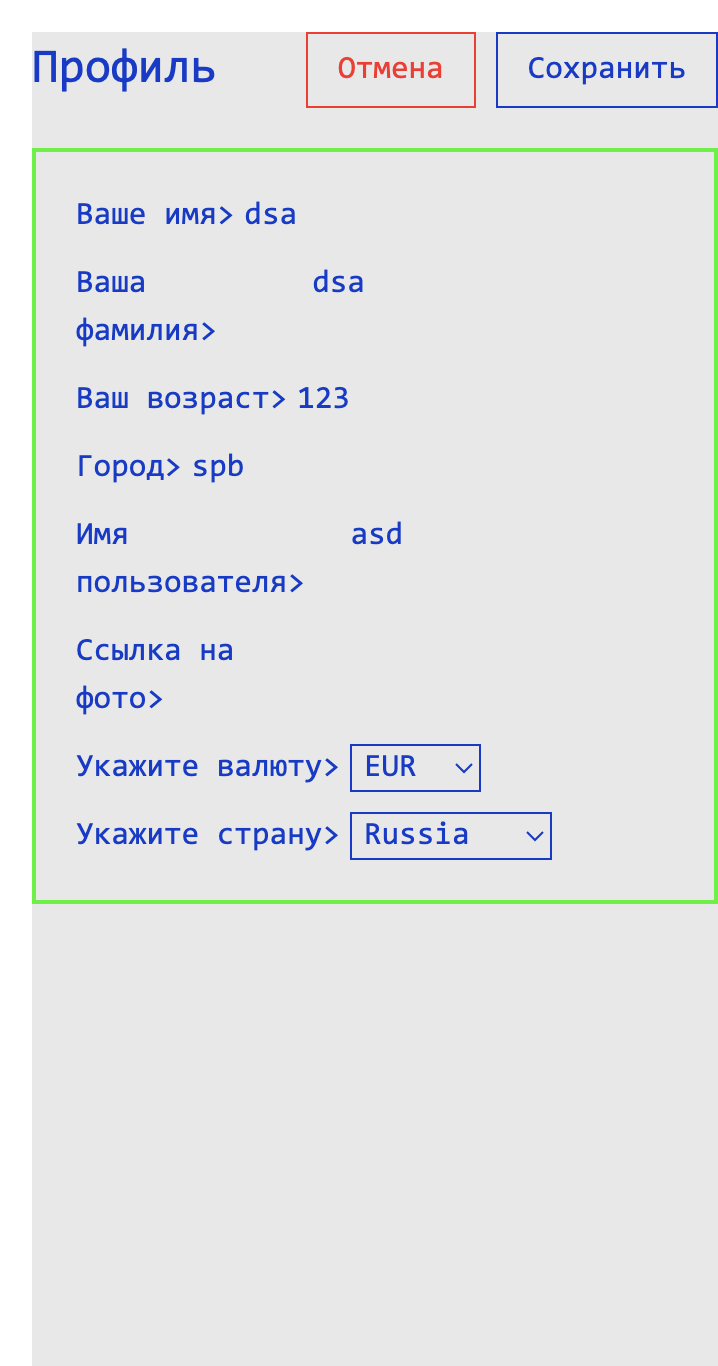 Профиль Отмена Сохранить
Ваше имя> dsa
Ваша dsa
фамилия>
Ваш возраст> 123
Город> spb
Имя asd
пользователя>
Ссылка на
фото>
Укажите валюту> EUR
Укажите страну> Russia